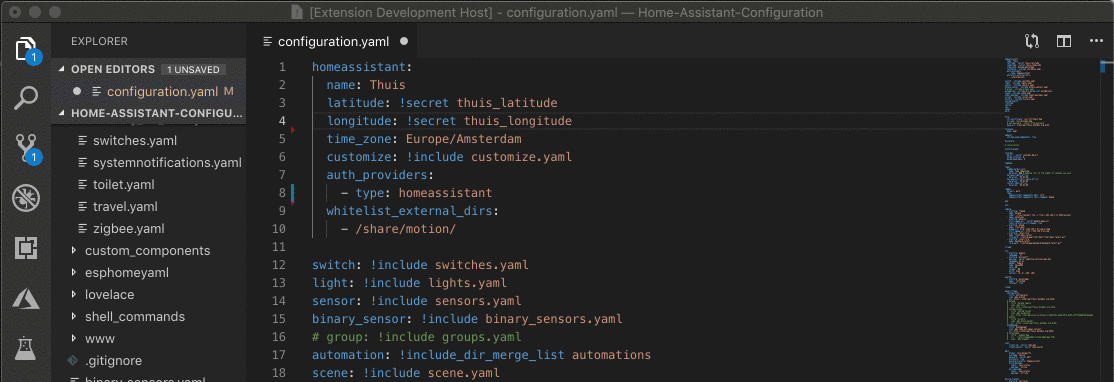 [Extension Development Host] - configuration.yaml — Home-Assistant-Configuration
EXPLORER
OPEN EDITORS 1 UNSAVED
configuration.yaml M
HOME-ASSISTANT-CONFIGU...
switches.yaml
systemnotifications.yaml
toilet.yaml
travel.yaml
zigbee.yaml
custom_components
esphomeyaml
lovelace
shell_commands
www
.gitignore
binary_sensors.yaml
1
1
configuration.yaml
1 homeassistant:
2 name: Thuis
3 latitude: !secret thuis_latitude
4 longitude: !secret thuis_longitude
5 time_zone: Europe/Amsterdam
6 customize: !include customize.yaml
7 auth_providers:
8 - type: homeassistant
9 whitelist_external_dirs:
10 - /share/motion/
11
12 switch: !include switches.yaml
13 light: !include lights.yaml
14 sensor: !include sensors.yaml
15 binary_sensor: !include binary_sensors.yaml
16 # group: !include groups.yaml
17 automation: !include_dir_merge_list automations
18 scene: !include scene.yaml